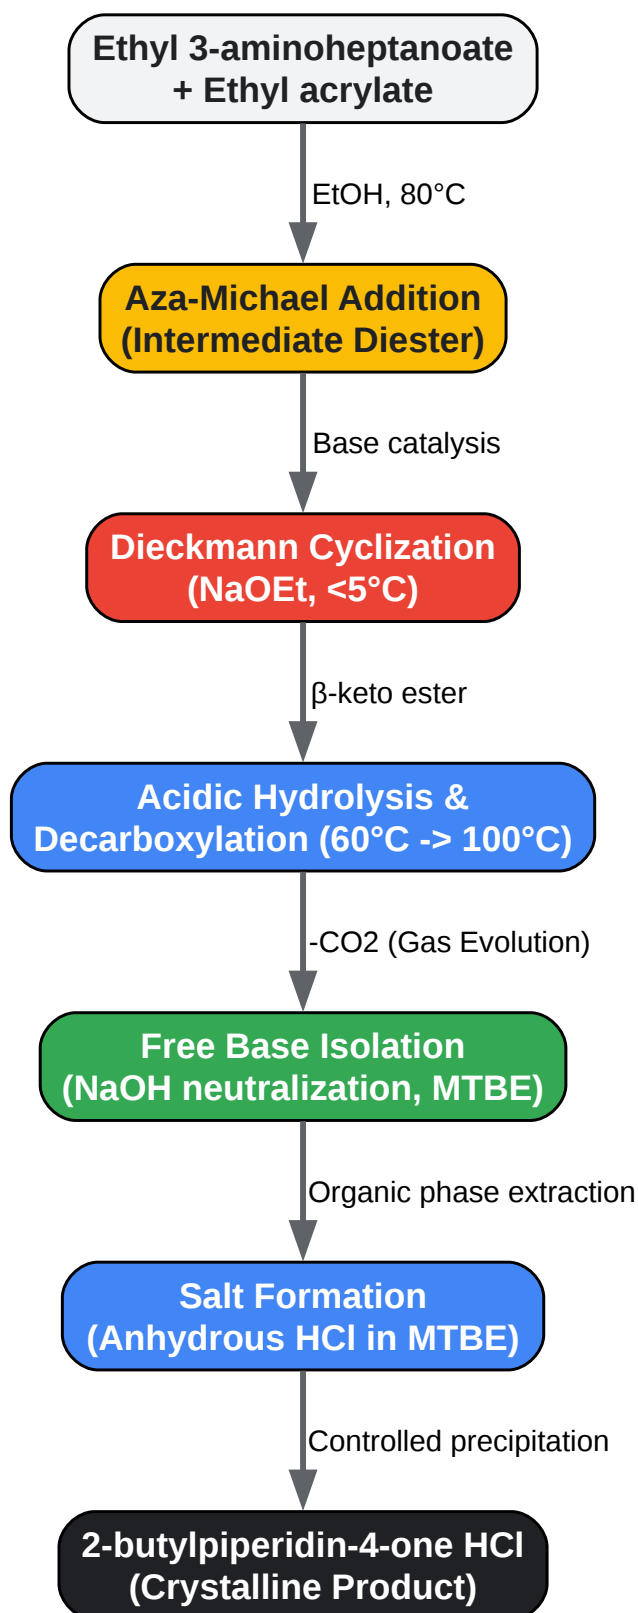 Ethyl 3-aminoheptanoate
+ Ethyl acrylate
EtOH, 80°C
Aza-Michael Addition
(Intermediate Diester)
Base catalysis
Dieckmann Cyclization
(NaOEt, <5°C)
β-keto ester
Acidic Hydrolysis &
Decarboxylation (60°C -> 100°C)
-CO2 (Gas Evolution)
Free Base Isolation
(NaOH neutralization, MTBE)
Organic phase extraction
Salt Formation
(Anhydrous HCl in MTBE)
Controlled precipitation
2-butylpiperidin-4-one HCl
(Crystalline Product)